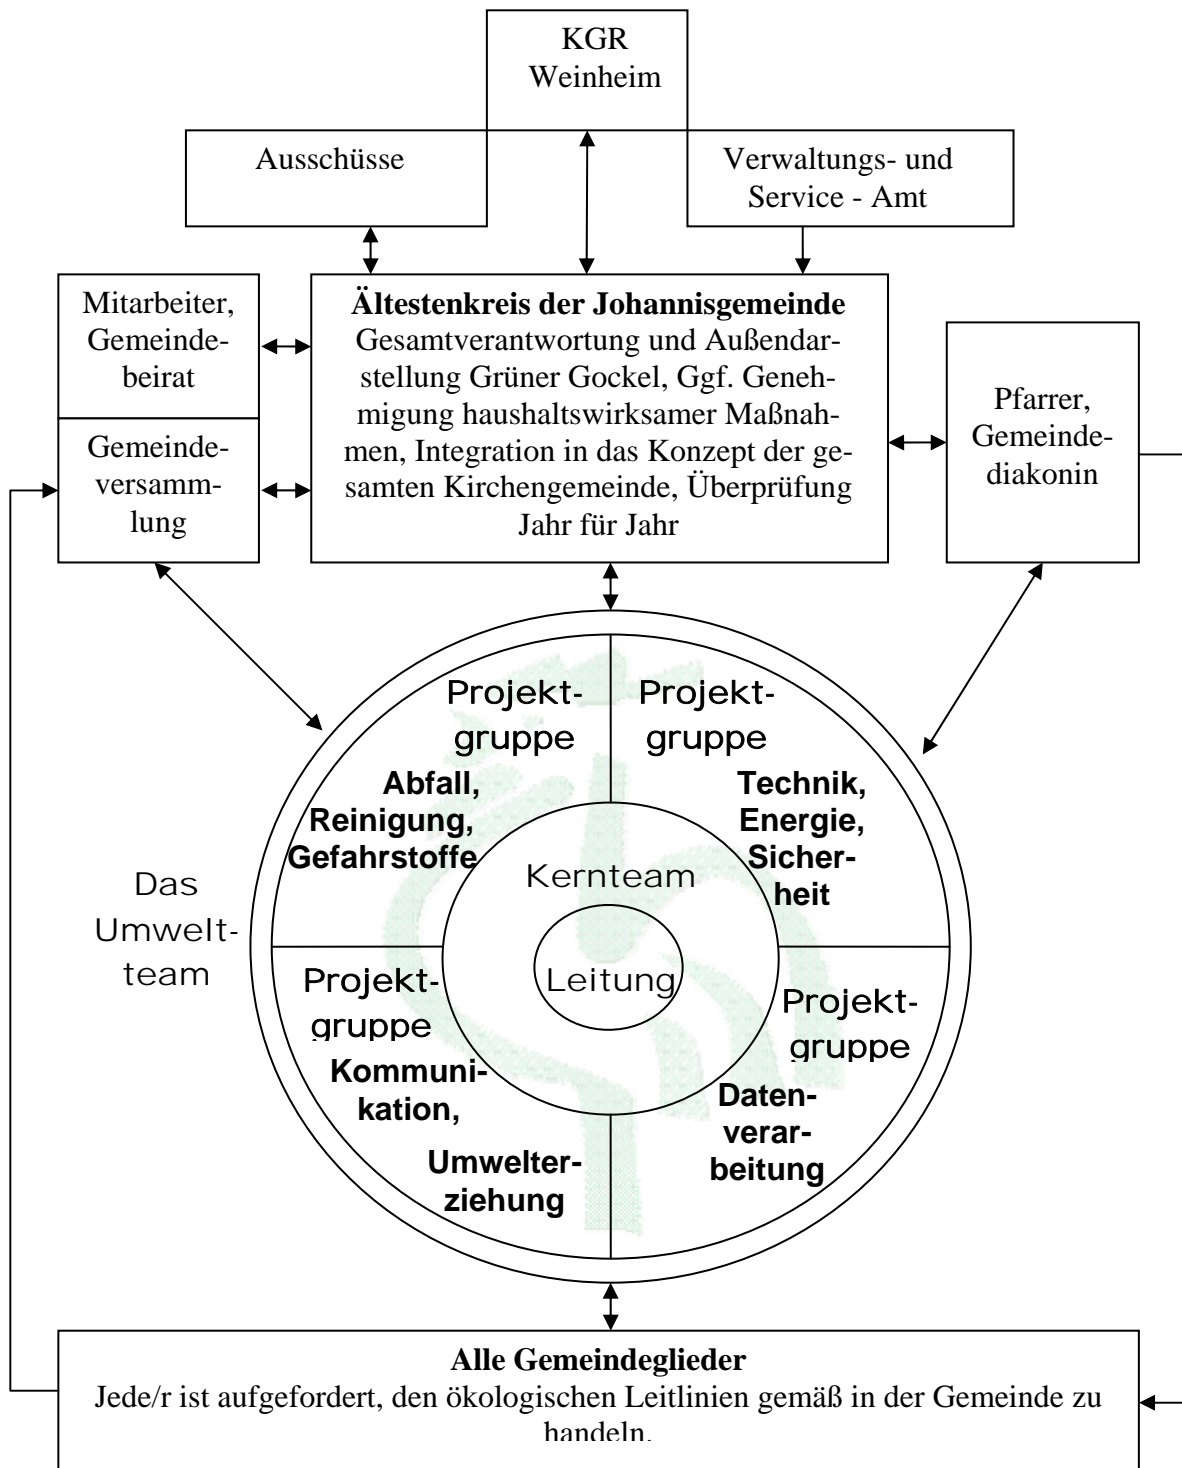 KGR
Weinheim
Ausschüsse
Verwaltungs- und
Service - Amt
Mitarbeiter,
Gemeinde-
beirat
Gemeinde-
versamm-
lung
Ältestenkreis der Johannisgemeinde
Gesamtverantwortung und Außendar-
stellung Grüner Gockel, Ggf. Geneh-
migung haushaltswirksamer Maßnah-
men, Integration in das Konzept der ge-
samten Kirchengemeinde, Überprüfung
Jahr für Jahr
Pfarrer,
Gemeinde-
diakonin
Das
Umwelt-
team
Projekt-
gruppe
Abfall,
Reinigung,
Gefahrstoffe
Projekt-
gruppe
Technik,
Energie,
Sicher-
heit
Kernteam
Leitung
Projekt-
gruppe
Kommuni-
kation,
Umwelter-
ziehung
Projekt-
gruppe
Daten-
verar-
beitung
Alle Gemeindeglieder
Jede/r ist aufgefordert, den ökologischen Leitlinien gemäß in der Gemeinde zu
handeln.